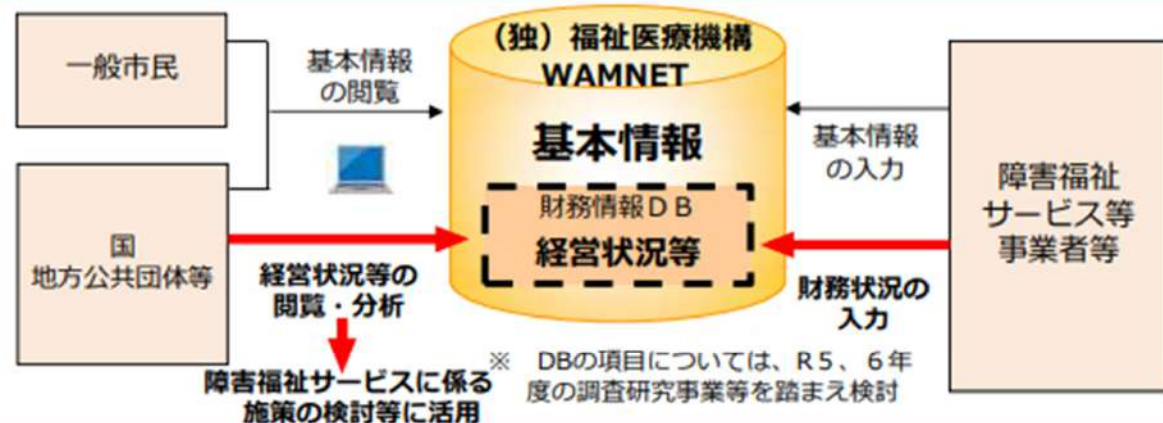 一般市民
基本情報
の閲覧
（独）福祉医療機構
WAMNET
基本情報
財務情報ＤＢ
経営状況等
基本情報
の入力
障害福祉
サービス等
事業者等
国
地方公共団体等
経営状況等の
閲覧・分析
財務状況の
入力
障害福祉サービスに係る
施策の検討等に活用
※　DBの項目については、R５、６年
度の調査研究事業等を踏まえ検討